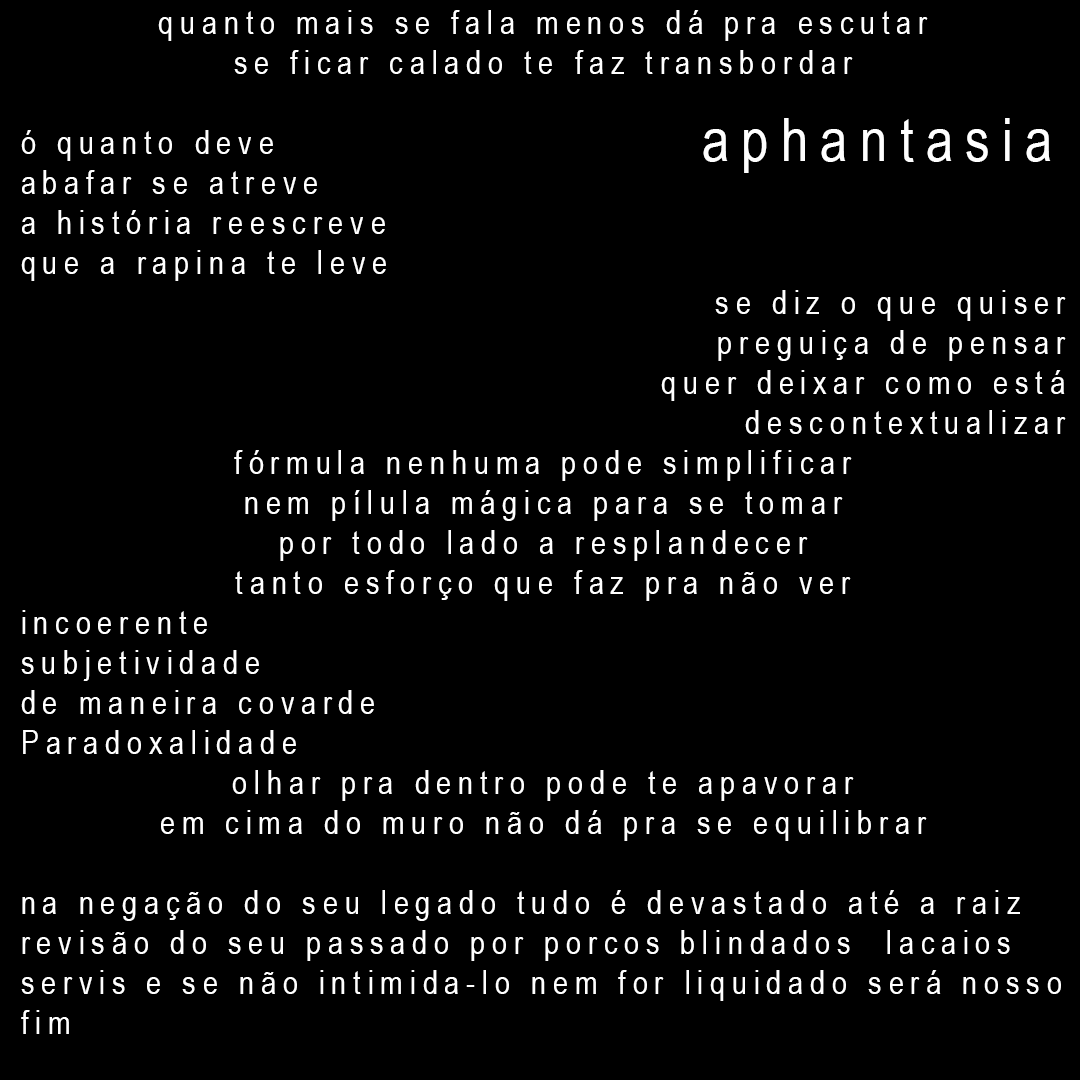 quanto mais se fala menos dá pra escutar
se ficar calado te faz transbordar
aphantasia
ó quanto deve
abafar se atreve
a história reescreve
que a rapina te leve
se diz o que quiser
preguiça de pensar
quer deixar como está
descontextualizar
fórmula nenhuma pode simplificar
nem pílula mágica para se tomar
por todo lado a resplandecer
tanto esforço que faz pra não ver
incoerente
subjetividade
de maneira covarde
Paradoxalidade
olhar pra dentro pode te apavorar
em cima do muro não dá pra se equilibrar
na negação do seu legado tudo é devastado até a raiz
revisão do seu passado por porcos blindados lacaios
servis e se não intimida-lo nem for liquidado será nosso
fim